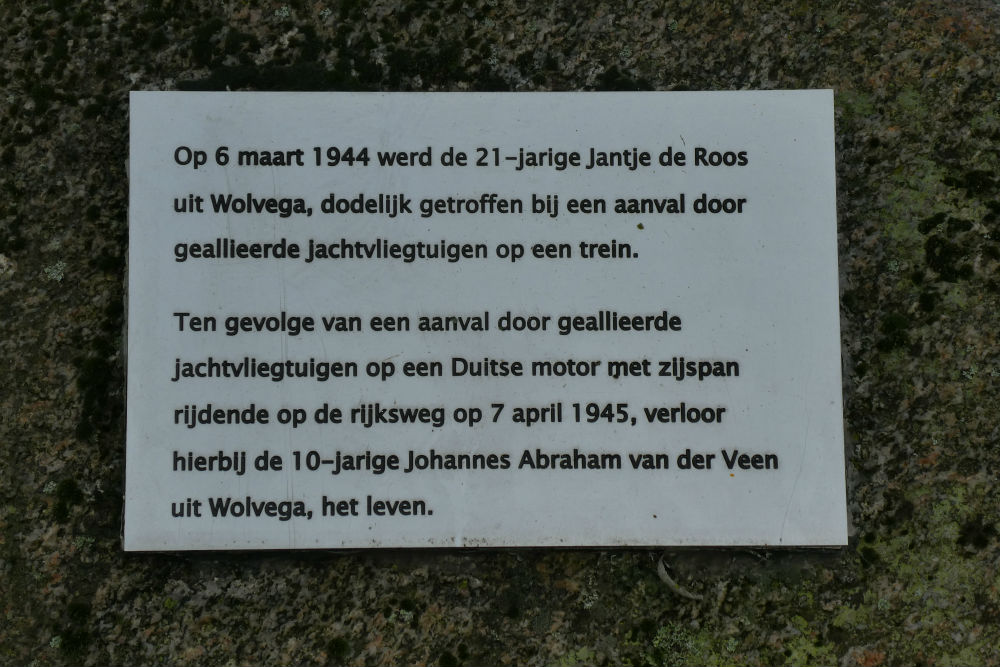 Op 6 maart 1944 werd de 21-jarige Jantje de Roos
uit Wolvega, dodelijk getroffen bij een aanval door
geallieerde jachtvliegtuigen op een trein.
Ten gevolge van een aanval door geallieerde
jachtvliegtuigen op een Duitse motor met zijspan
rijdende op de rijksweg op 7 april 1945, verloor
hierbij de 10-jarige Johannes Abraham van der Veen
uit Wolvega, het leven.